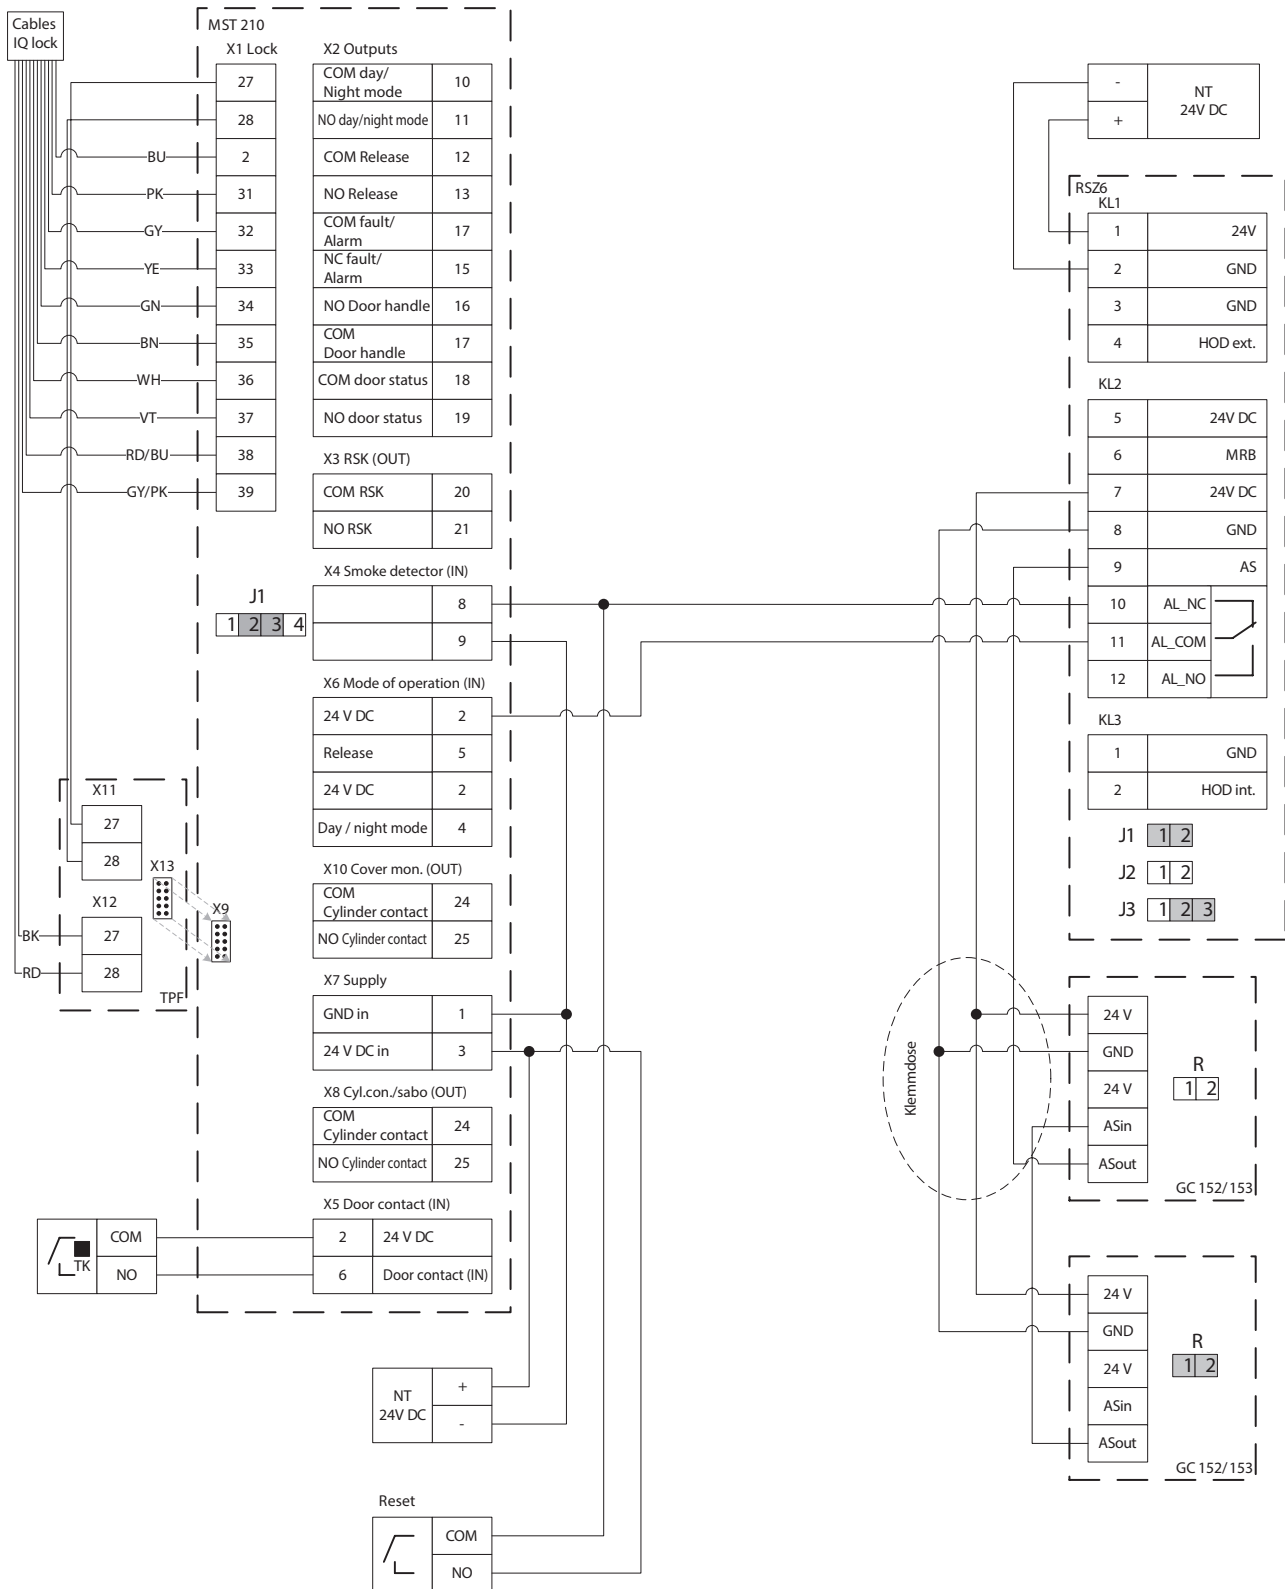 Cables
IQ lock
MST 210
X1 Lock
27
28
BU 2
PK 31
GY 32
YE 33
GN 34
BN 35
WH 36
VT 37
RD/BU 38
GY/PK 39
X2 Outputs
COM day/
Night mode 10
NO day/night mode 11
COM Release 12
NO Release 13
COM fault/
Alarm 17
NC fault/
Alarm 15
NO Door handle 16
COM
Door handle 17
COM door status 18
NO door status 19
X3 RSK (OUT)
COM RSK 20
NO RSK 21
X4 Smoke detector (IN)
8
9
J1
1 2 3 4
X6 Mode of operation (IN)
24 V DC 2
Release 5
24 V DC 2
Day / night mode 4
X10 Cover mon. (OUT)
COM
Cylinder contact 24
NO Cylinder contact 25
X7 Supply
GND in 1
24 V DC in 3
X8 Cyl.con./sabo (OUT)
COM
Cylinder contact 24
NO Cylinder contact 25
X5 Door contact (IN)
2 24 V DC
6 Door contact (IN)
X11
27
28
X13
X9
X12
BK 27
RD 28
TPF
TK
COM
NO
NT
24V DC
+
-
Reset
COM
NO
-
+
NT
24V DC
RSZ6
KL1
1 24V
2 GND
3 GND
4 HOD ext.
KL2
5 24V DC
6 MRB
7 24V DC
8 GND
9 AS
10 AL_NC
11 AL_COM
12 AL_NO
KL3
1 GND
2 HOD int.
J1 1 2
J2 1 2
J3 1 2 3
Klemmdose
24 V
GND
24 V
ASin
ASout
R
1 2
GC 152/153
24 V
GND
24 V
ASin
ASout
R
1 2
GC 152/153